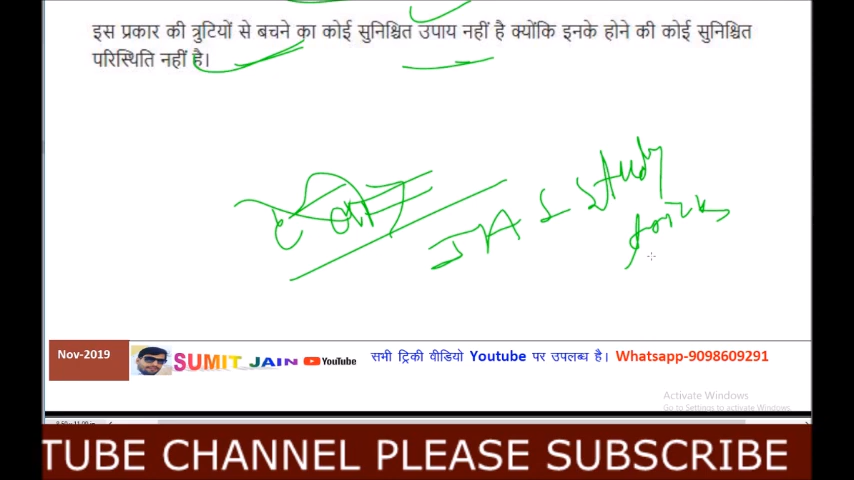 इस प्रकार की त्रुटियों से बचने का कोई सुनिश्चित उपाय नहीं है क्योंकि इनके होने की कोई सुनिश्चित
परिस्थिति नहीं है।
Study
Nov-2019
SUMIT JAIN YouTube
सभी ट्रिकी वीडियो Youtube पर उपलब्ध है। Whatsapp-9098609291
Activate Windows
Go to Settings to activate Windows.
TUBE CHANNEL PLEASE SUBSCRIBE